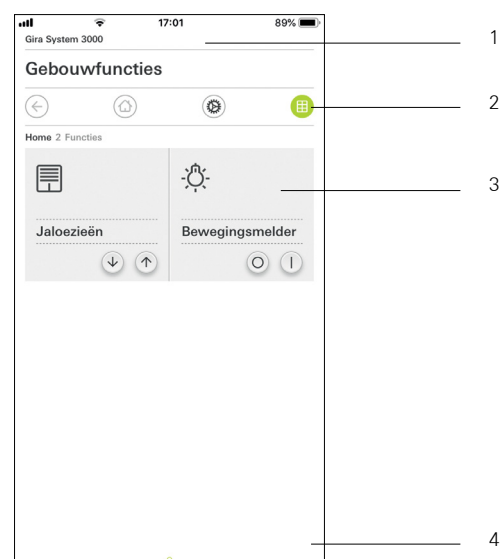 17:01 89%
Gira System 3000
1
Gebouwfuncties
2
Home 2 Functies
3
Jaloezieën Bewegingsmelder
4